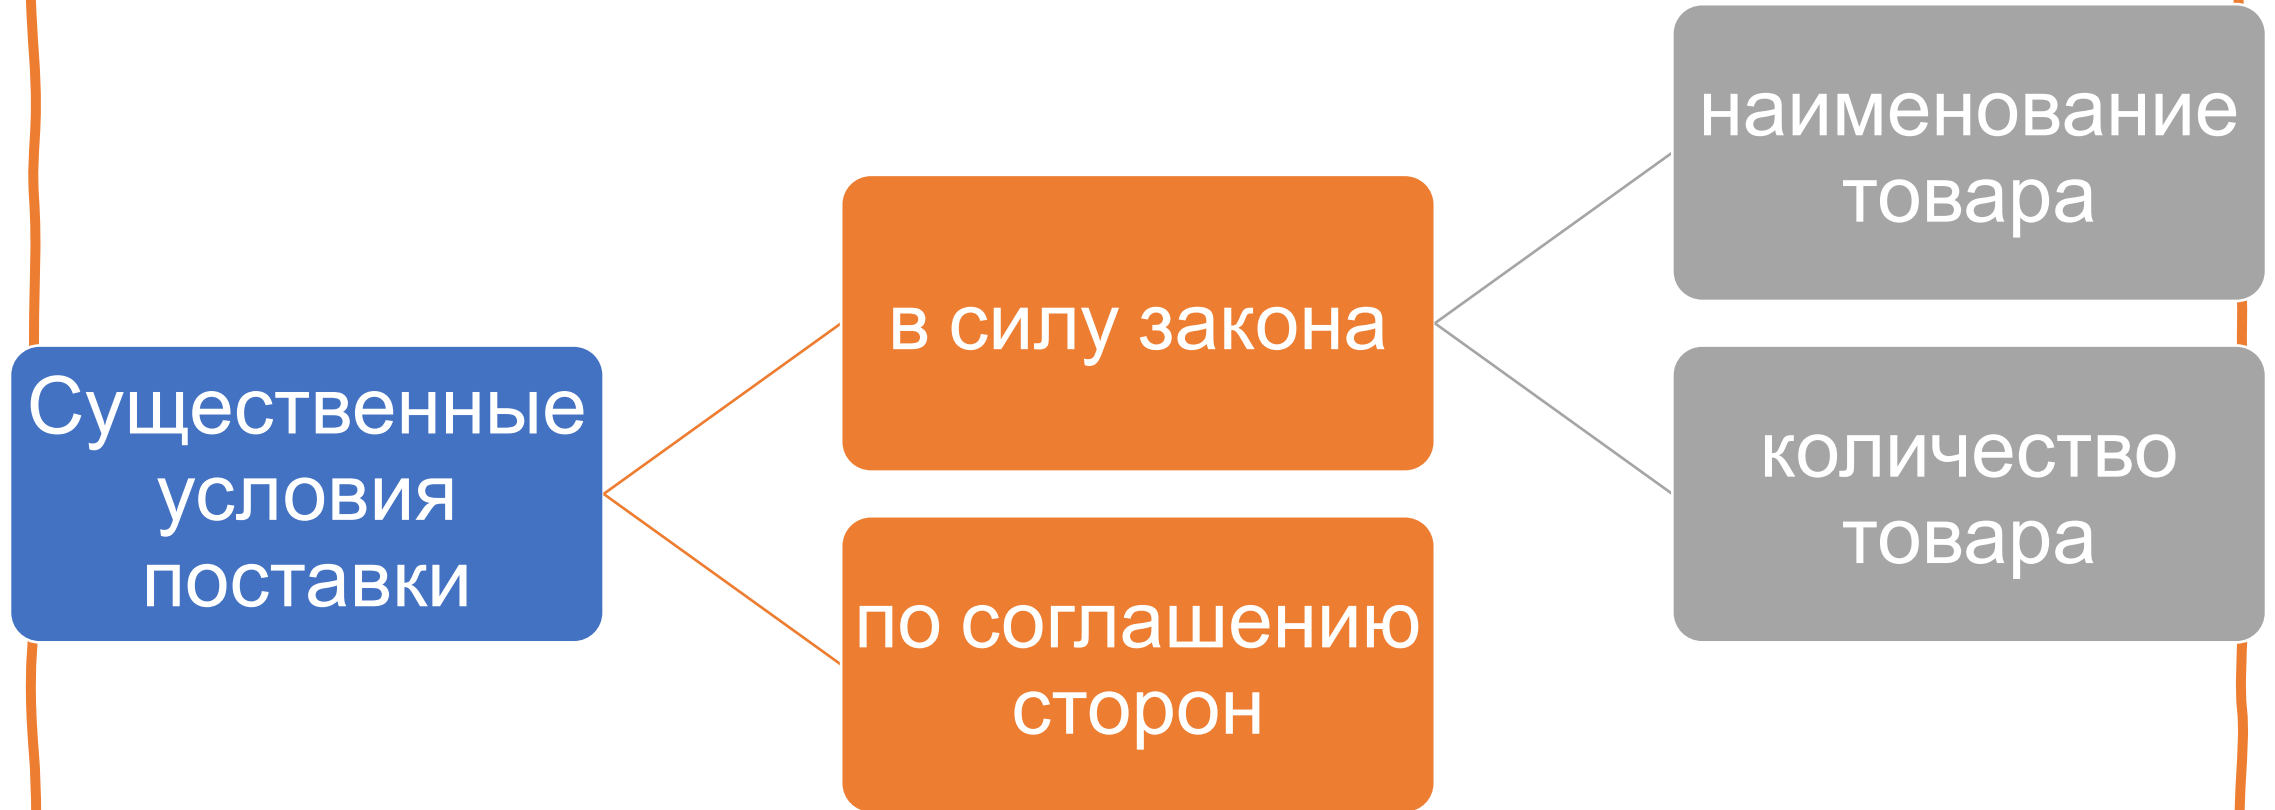 Существенные
условия
поставки
в силу закона
наименование
товара
количество
товара
по соглашению
сторон